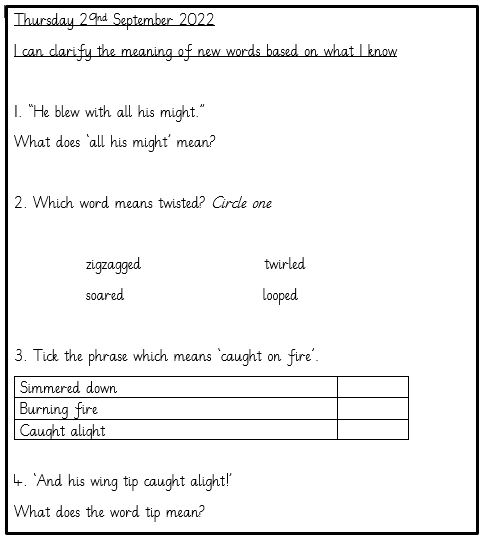 Thursday 29nd September 2022
I can clarify the meaning of new words based on what I know
1. “He blew with all his might.”
What does ‘all his might’ mean?
2. Which word means twisted? Circle one
zigzagged twirled
soared looped
3. Tick the phrase which means ‘caught on fire’.
Simmered down
Burning fire
Caught alight
4. ‘And his wing tip caught alight!’
What does the word tip mean?